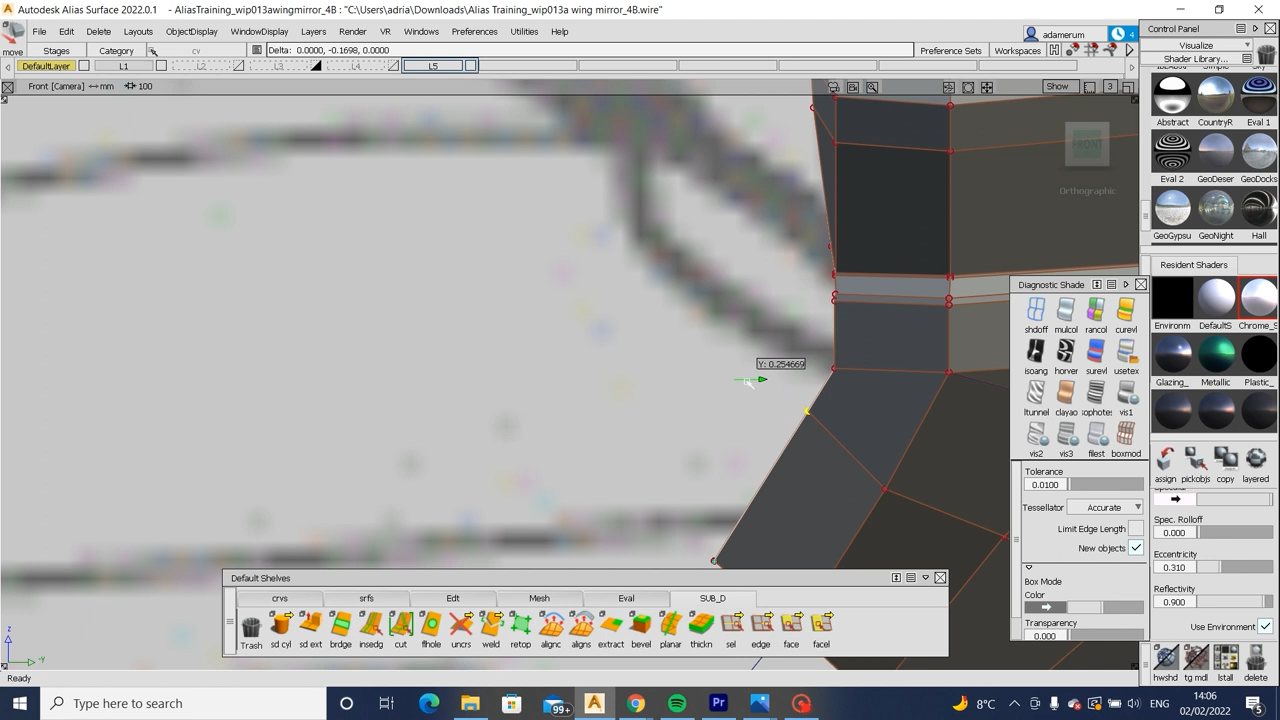 Autodesk Alias Surface 2022.0.1 - AliasTraining_wip013awingmirror_4B : "C:\Users\adria\Downloads\Alias Training_wip013a wing mirror_4B.wire"
File Edit Delete Layouts ObjectDisplay WindowDisplay Layers Render VR Windows Preferences Utilities Help
adamerum 4
move Stages Category cv Delta: 0.0000, -0.1698, 0.0000 Preference Sets Workspaces
DefaultLayer L1 L2 L3 L4 L5
Front [Camera] mm 100 Show 3
FRONT
Orthographic
Y: 0.254669
Control Panel
Visualize
Shader Library...
Abstract CountryR Eval 1
Eval 2 GeoDeser GeoDocks
GeoGypsu GeoNight Hall
Resident Shaders
Environm DefaultS Chrome_S
Glazing_ Metallic Plastic_
assign pickobjs copy layered
Spec. Rolloff
0.000
Eccentricity
0.310
Reflectivity
0.900
Use Environment
hwshd tg mdl lstall delete
Diagnostic Shade
shdoff mulcol rancol curevl
isoang horver surevl usetex
ltunnel clayao isophotes vis1
vis2 vis3 filest boxmod
Tolerance
0.0100
Tessellator Accurate
Limit Edge Length
New objects
Box Mode
Color
Transparency
0.000
Default Shelves
crvs srfs Edt Mesh Eval SUB_D
Trash sd cyl sd ext brdge insedg cut flhole uncrs weld retop alignc aligns extract bevel planar thickn sel edge face facel
z
-y
Ready
Type here to search
99+
8°C
14:06
02/02/2022
5